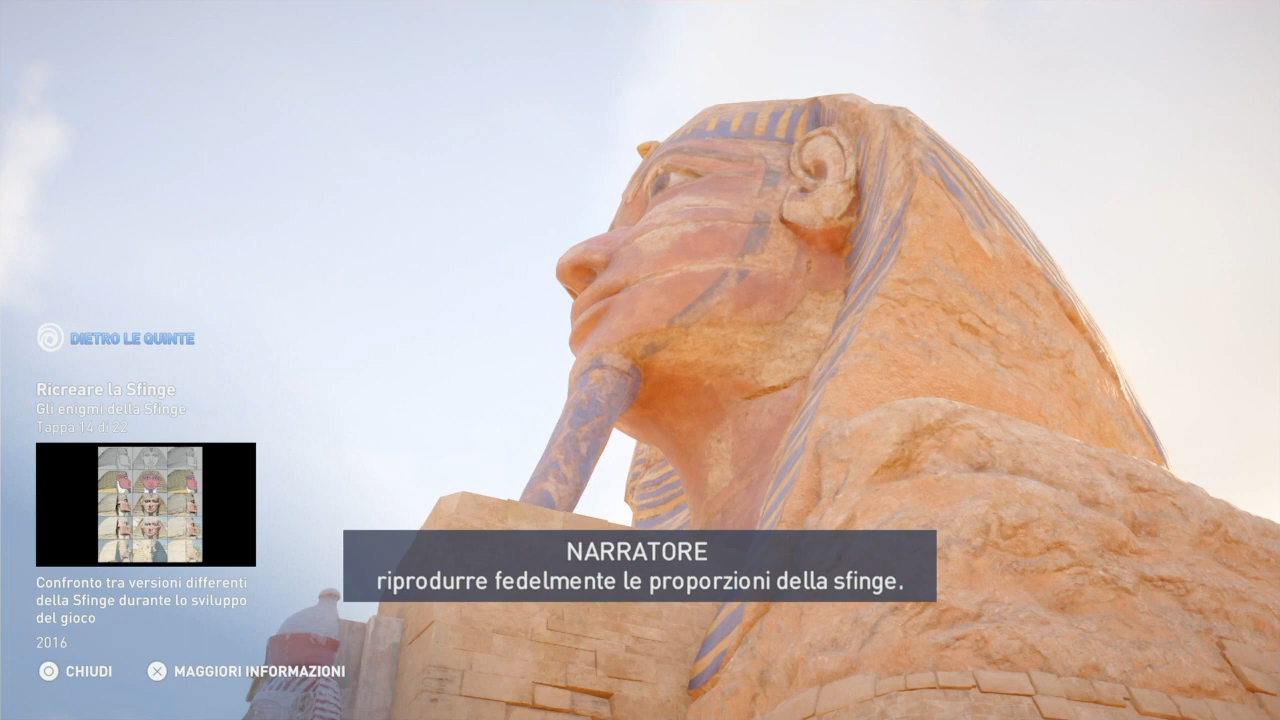 DIETRO LE QUINTE
Ricreare la Sfinge
Gli enigmi della Sfinge
Tappa 14 di 22
Confronto tra versioni differenti
della Sfinge durante lo sviluppo
del gioco
2016
CHIUDI
MAGGIORI INFORMAZIONI
NARRATORE
riprodurre fedelmente le proporzioni della sfinge.